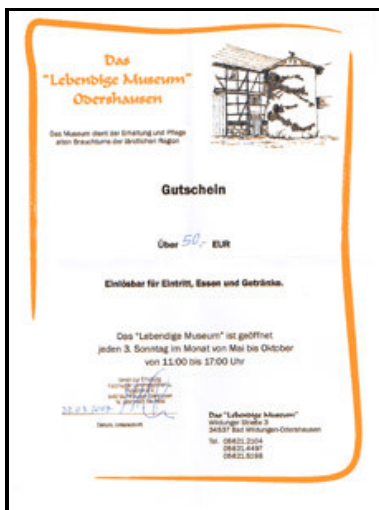 Das
"Lebendige Museum"
Odershausen
Das Museum dient der Erhaltung und Pflege
alten Brauchtums der ländlichen Region
Gutschein
Über 50,- EUR
Einlösbar für Eintritt, Essen und Getränke.
Das "Lebendige Museum" ist geöffnet
jeden 3. Sonntag im Monat von Mai bis Oktober
von 11:00 bis 17:00 Uhr
Datum, Unterschrift
Das "Lebendige Museum"
Wildunger Straße 3
34537 Bad Wildungen-Odershausen
Tel. 05621.2104
05621.4497
05621.5198